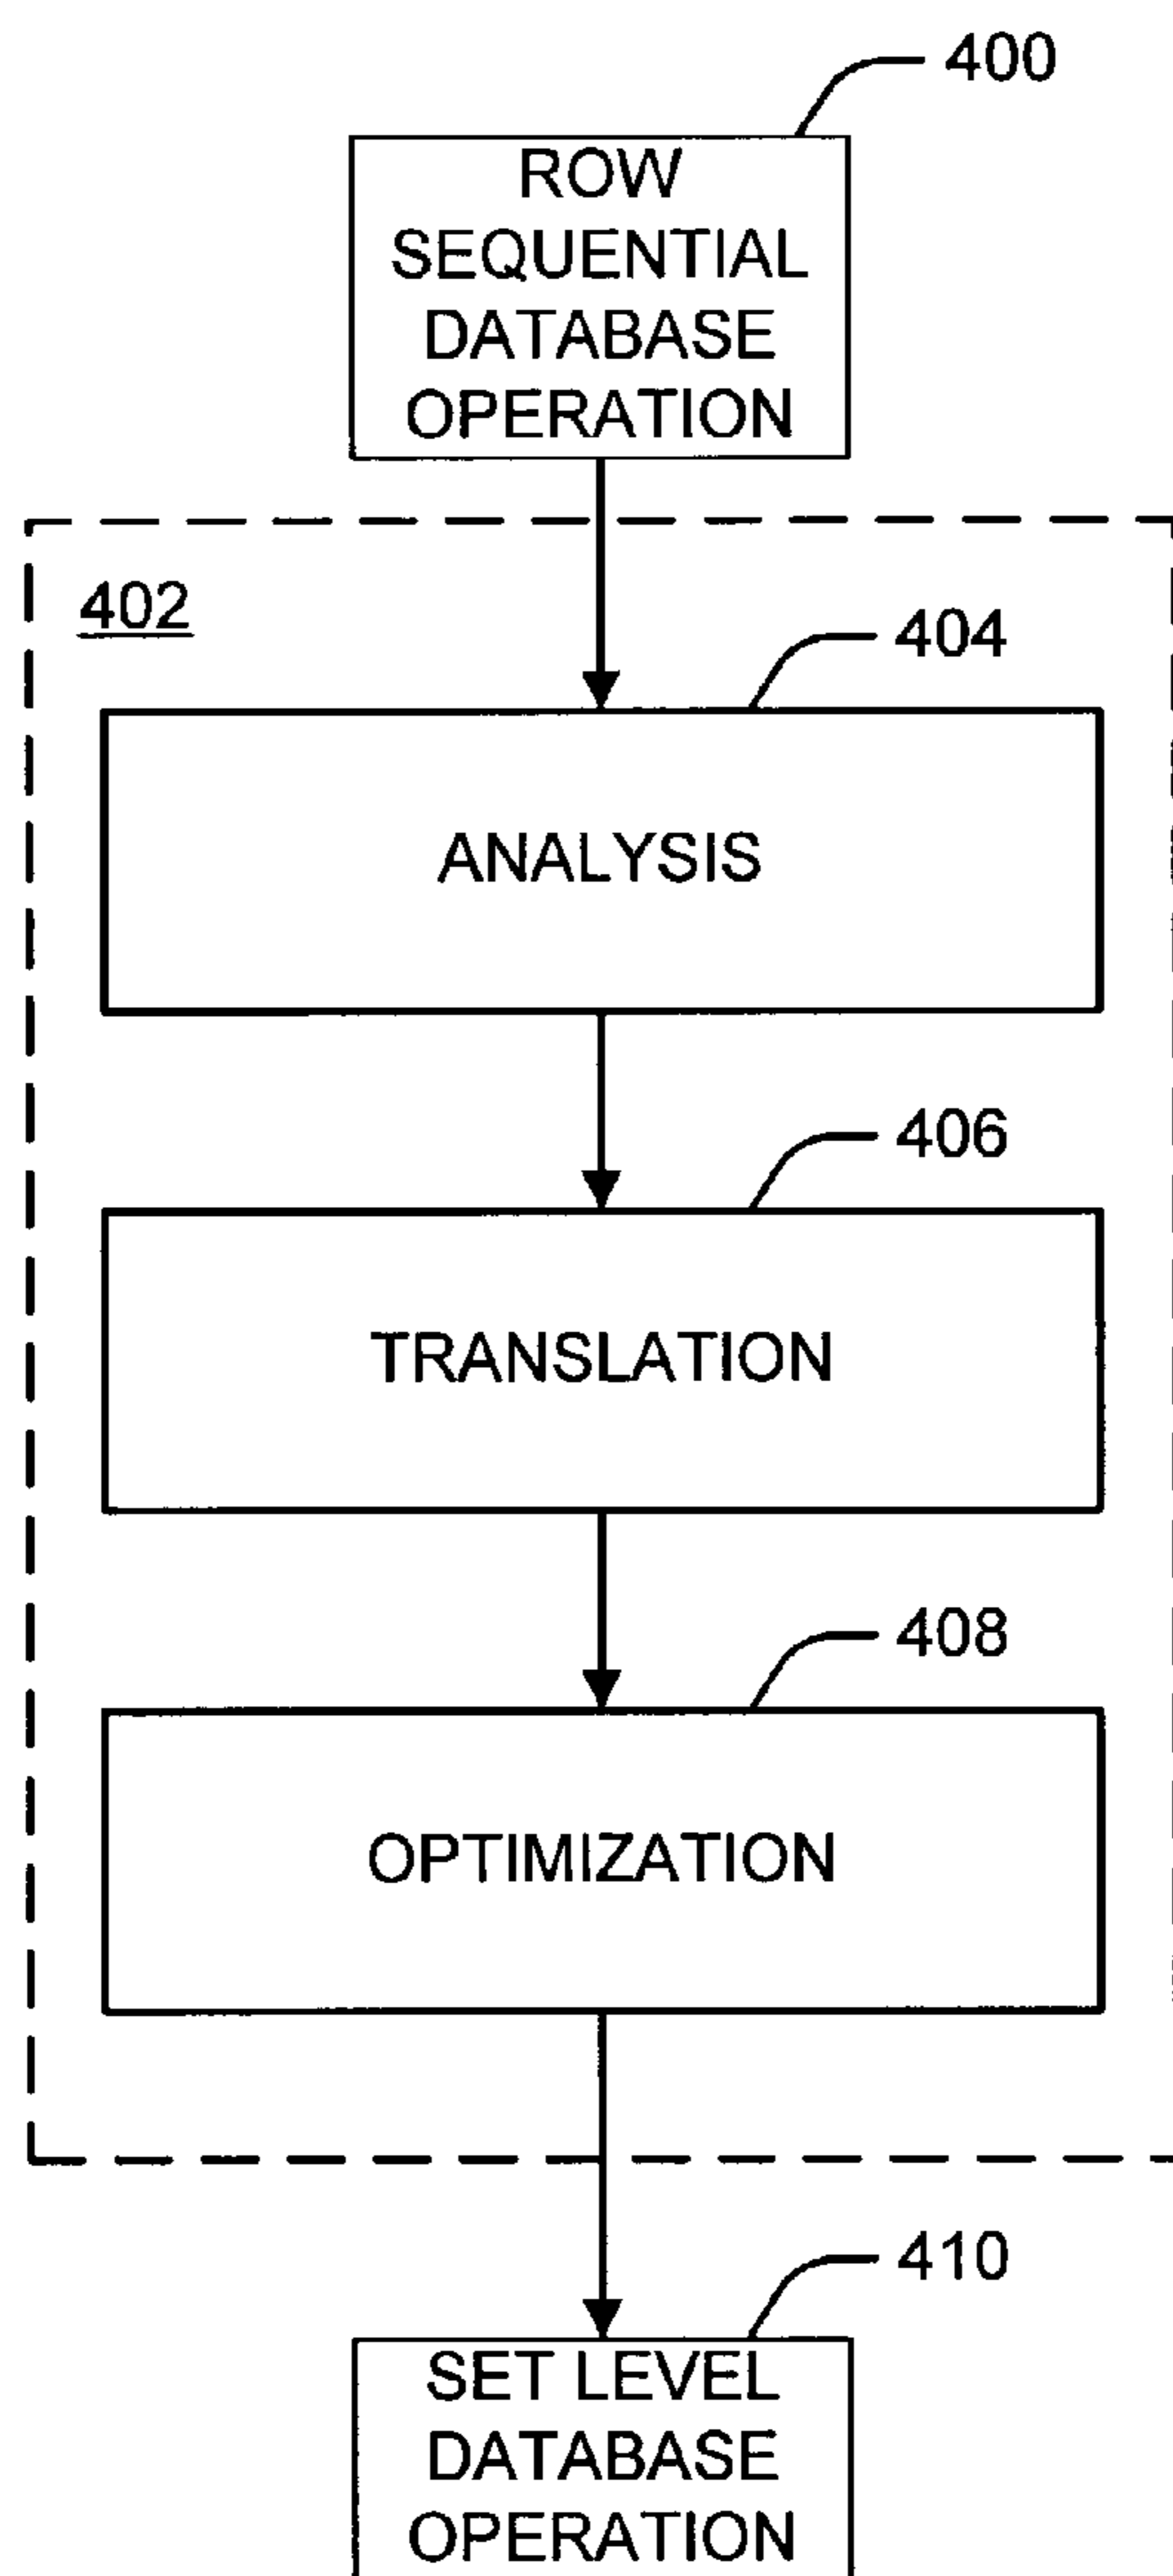 400
ROW
SEQUENTIAL
DATABASE
OPERATION
402
404
ANALYSIS
406
TRANSLATION
408
OPTIMIZATION
410
SET LEVEL
DATABASE
OPERATION